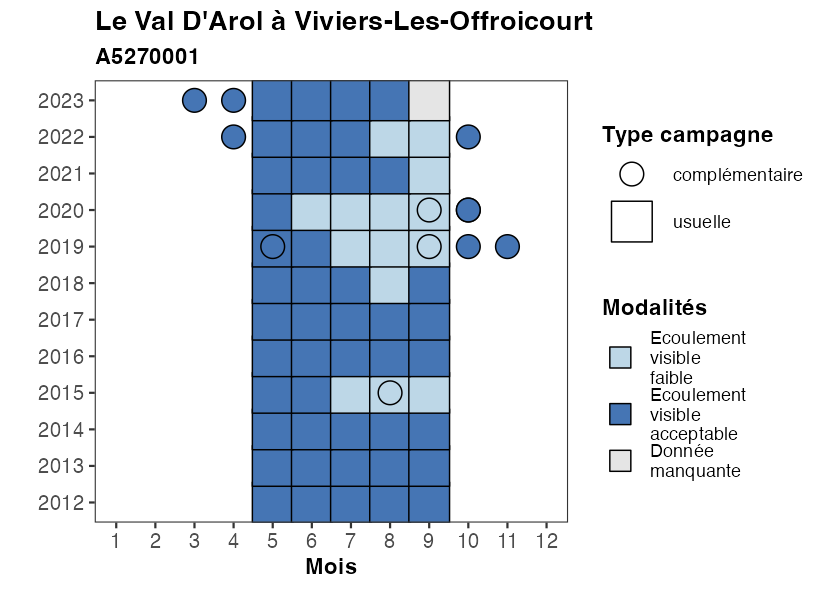 Le Val D'Arol à Viviers-Les-Offroicourt
A5270001
2023
2022
2021
2020
2019
2018
2017
2016
2015
2014
2013
2012
1 2 3 4 5 6 7 8 9 10 11 12
Mois
Type campagne
complémentaire
usuelle
Modalités
Ecoulement
visible
faible
Ecoulement
visible
acceptable
Donnée
manquante